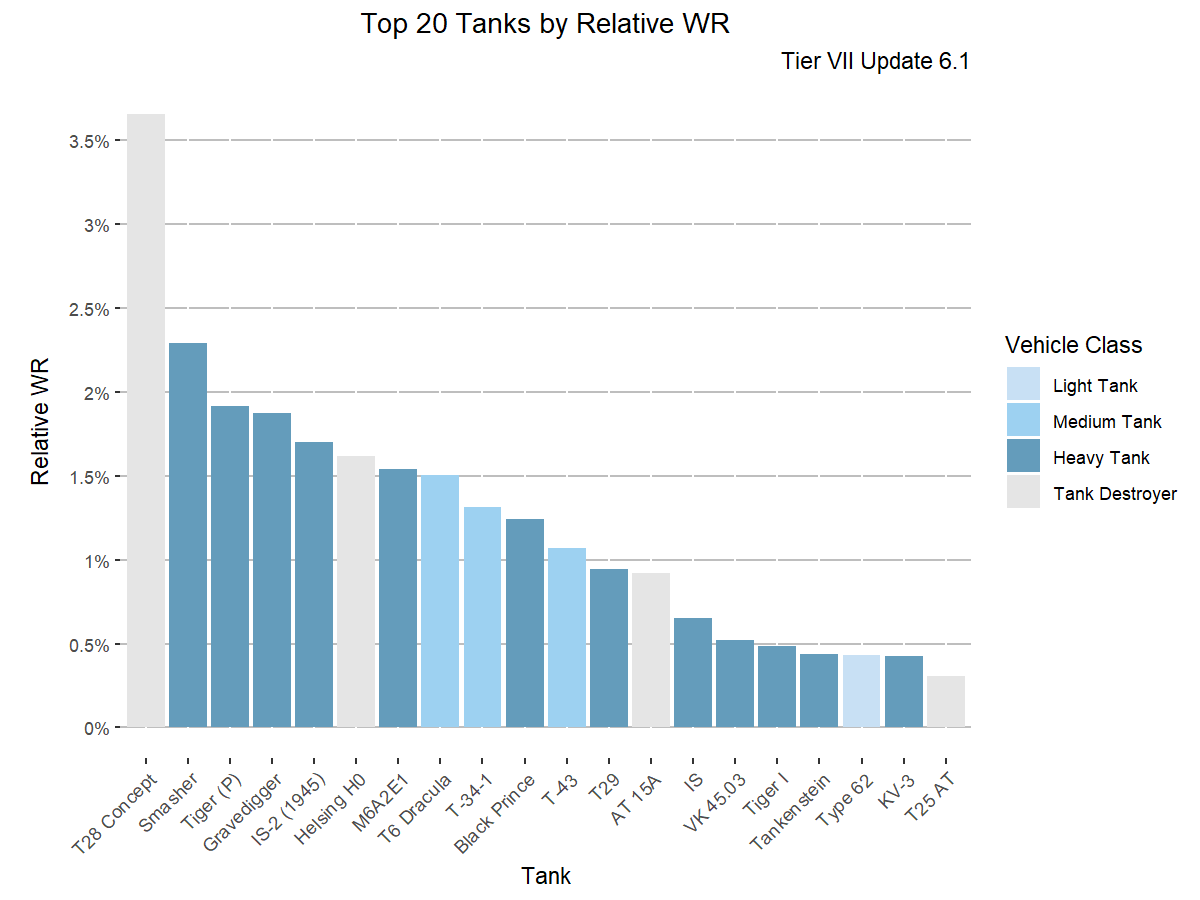 Top 20 Tanks by Relative WR
Tier VII Update 6.1
3.5%
3%
2.5%
2%
1.5%
1%
0.5%
0%
Relative WR
T28 Concept
Smasher
Tiger (P)
Gravedigger
IS-2 (1945)
Helsing H0
M6A2E1
T6 Dracula
T-34-1
Black Prince
T-43
T29
AT 15A
IS
VK 45.03
Tiger I
Tankenstein
Type 62
KV-3
T25 AT
Tank
Vehicle Class
Light Tank
Medium Tank
Heavy Tank
Tank Destroyer